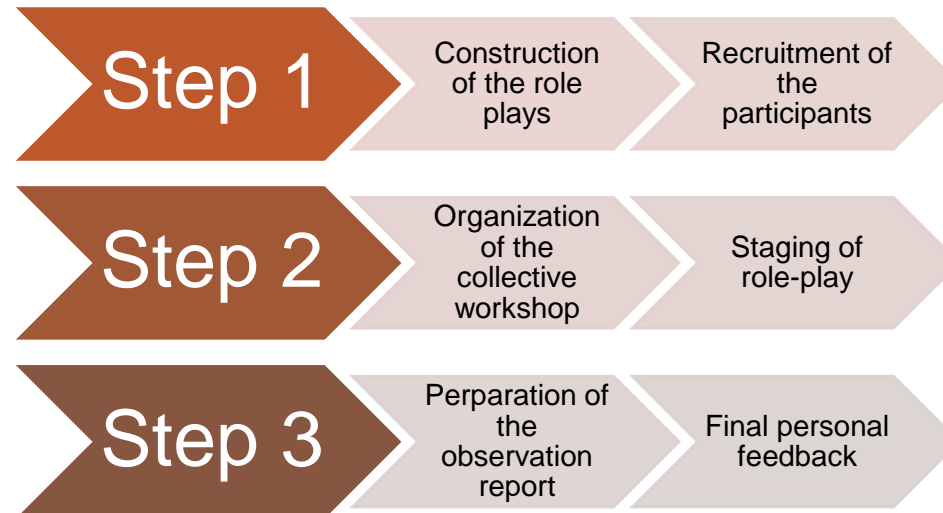 Step 1
Construction
of the role
plays
Recruitment of
the
participants
Step 2
Organization
of the
collective
workshop
Staging of
role-play
Step 3
Perparation of
the
observation
report
Final personal
feedback